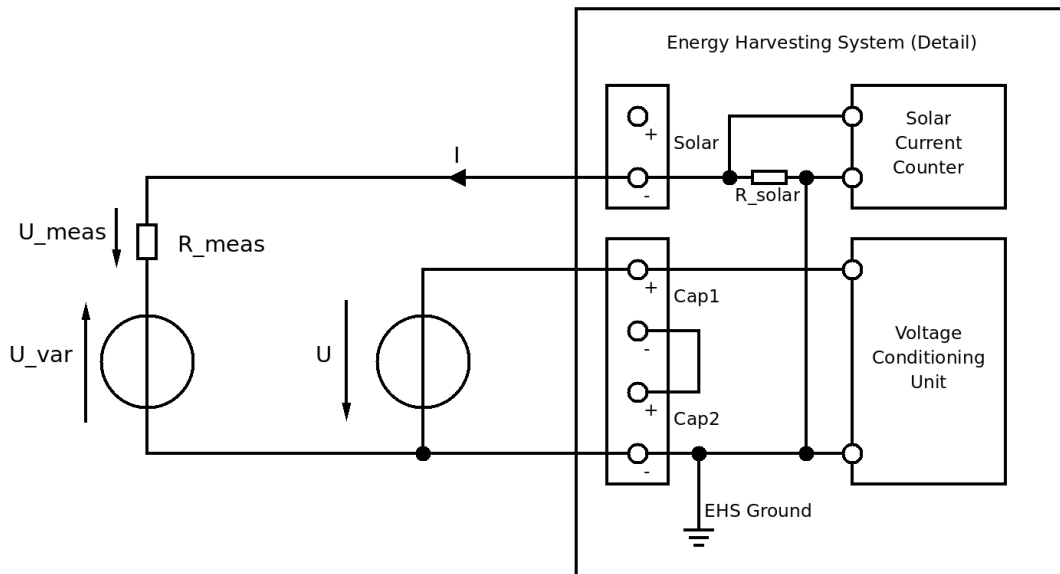 Energy Harvesting System (Detail)
+
Solar
-
Solar
Current
Counter
R_solar
I
U_meas
R_meas
U_var
U
+
Cap1
-
+
Cap2
-
Voltage
Conditioning
Unit
EHS Ground